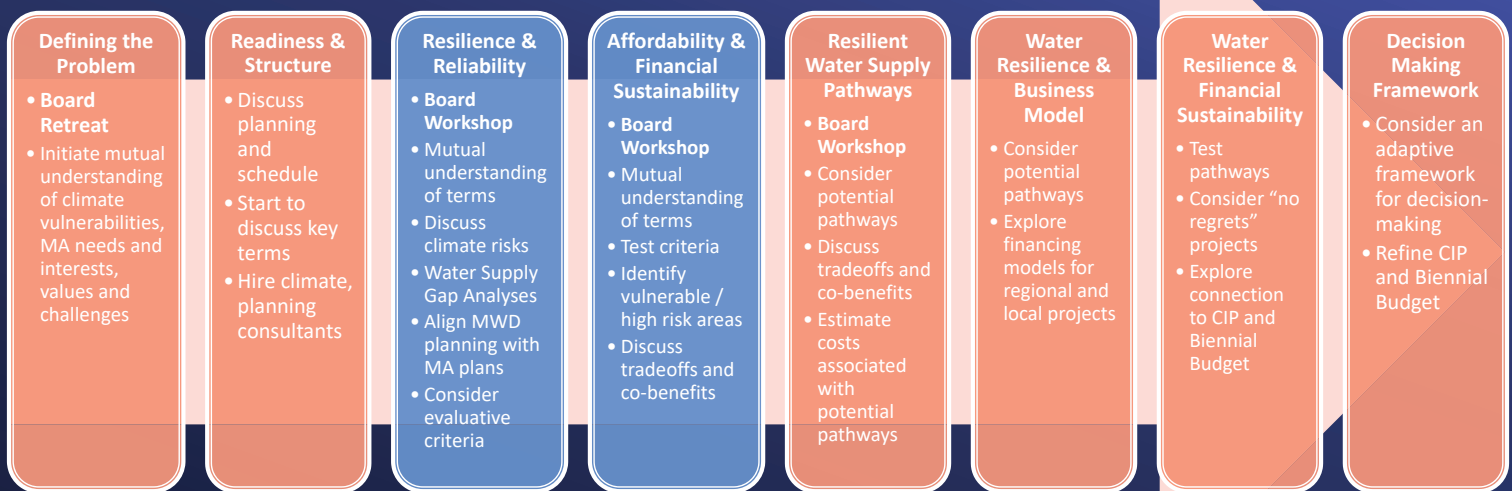 Defining the
Problem
• Board
Retreat
• Initiate mutual
understanding
of climate
vulnerabilities,
MA needs and
interests,
values and
challenges
Readiness &
Structure
• Discuss
planning
and
schedule
• Start to
discuss key
terms
• Hire climate,
planning
consultants
Resilience &
Reliability
• Board
Workshop
• Mutual
understanding
of terms
• Discuss
climate risks
• Water Supply
Gap Analyses
• Align MWD
planning with
MA plans
• Consider
evaluative
criteria
Affordability &
Financial
Sustainability
• Board
Workshop
• Mutual
understanding
of terms
• Test criteria
• Identify
vulnerable /
high risk areas
• Discuss
tradeoffs and
co-benefits
Resilient
Water Supply
Pathways
• Board
Workshop
• Consider
potential
pathways
• Discuss
tradeoffs and
co-benefits
• Estimate
costs
associated
with
potential
pathways
Water
Resilience &
Business
Model
• Consider
potential
pathways
• Explore
financing
models for
regional and
local projects
Water
Resilience &
Financial
Sustainability
• Test
pathways
• Consider “no
regrets”
projects
• Explore
connection
to CIP and
Biennial
Budget
Decision
Making
Framework
• Consider an
adaptive
framework
for decision-
making
• Refine CIP
and Biennial
Budget